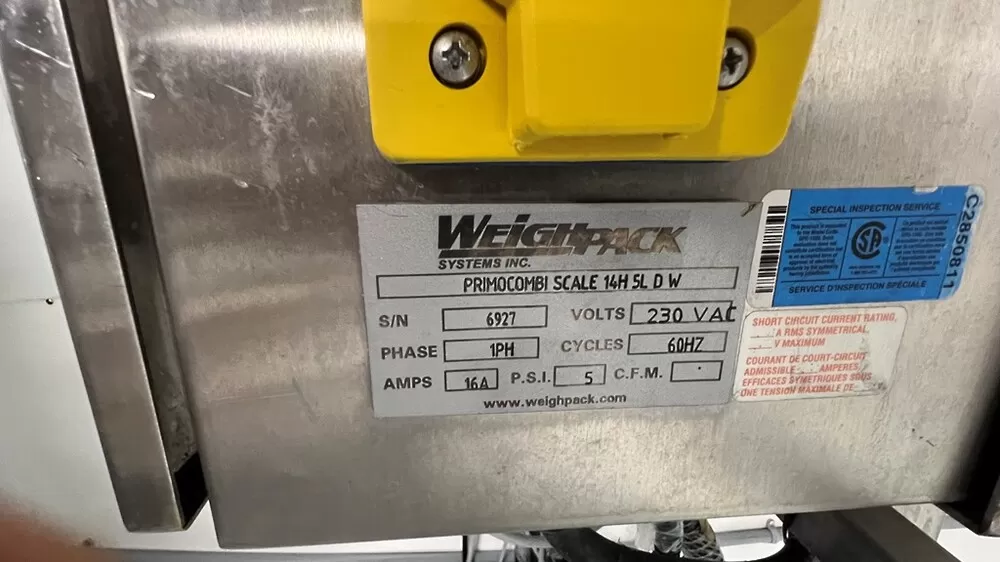 WEIGHPACK
SYSTEMS INC.
PRIMOCOMBI SCALE 14H 5L D W
S/N 6927 VOLTS 230 VAC
PHASE 1PH CYCLES 60HZ
AMPS 16A P.S.I. 5 C.F.M.
www.weighpack.com
SPECIAL INSPECTION SERVICE
SERVICE D'INSPECTION SPÉCIALE
C2850811
SHORT CIRCUIT CURRENT RATING,
A RMS SYMMETRICAL,
V MAXIMUM
COURANT DE COURT-CIRCUIT
ADMISSIBLE AMPERES,
EFFICACES SYMETRIQUES SOUS
UNE TENSION MAXIMALE DE